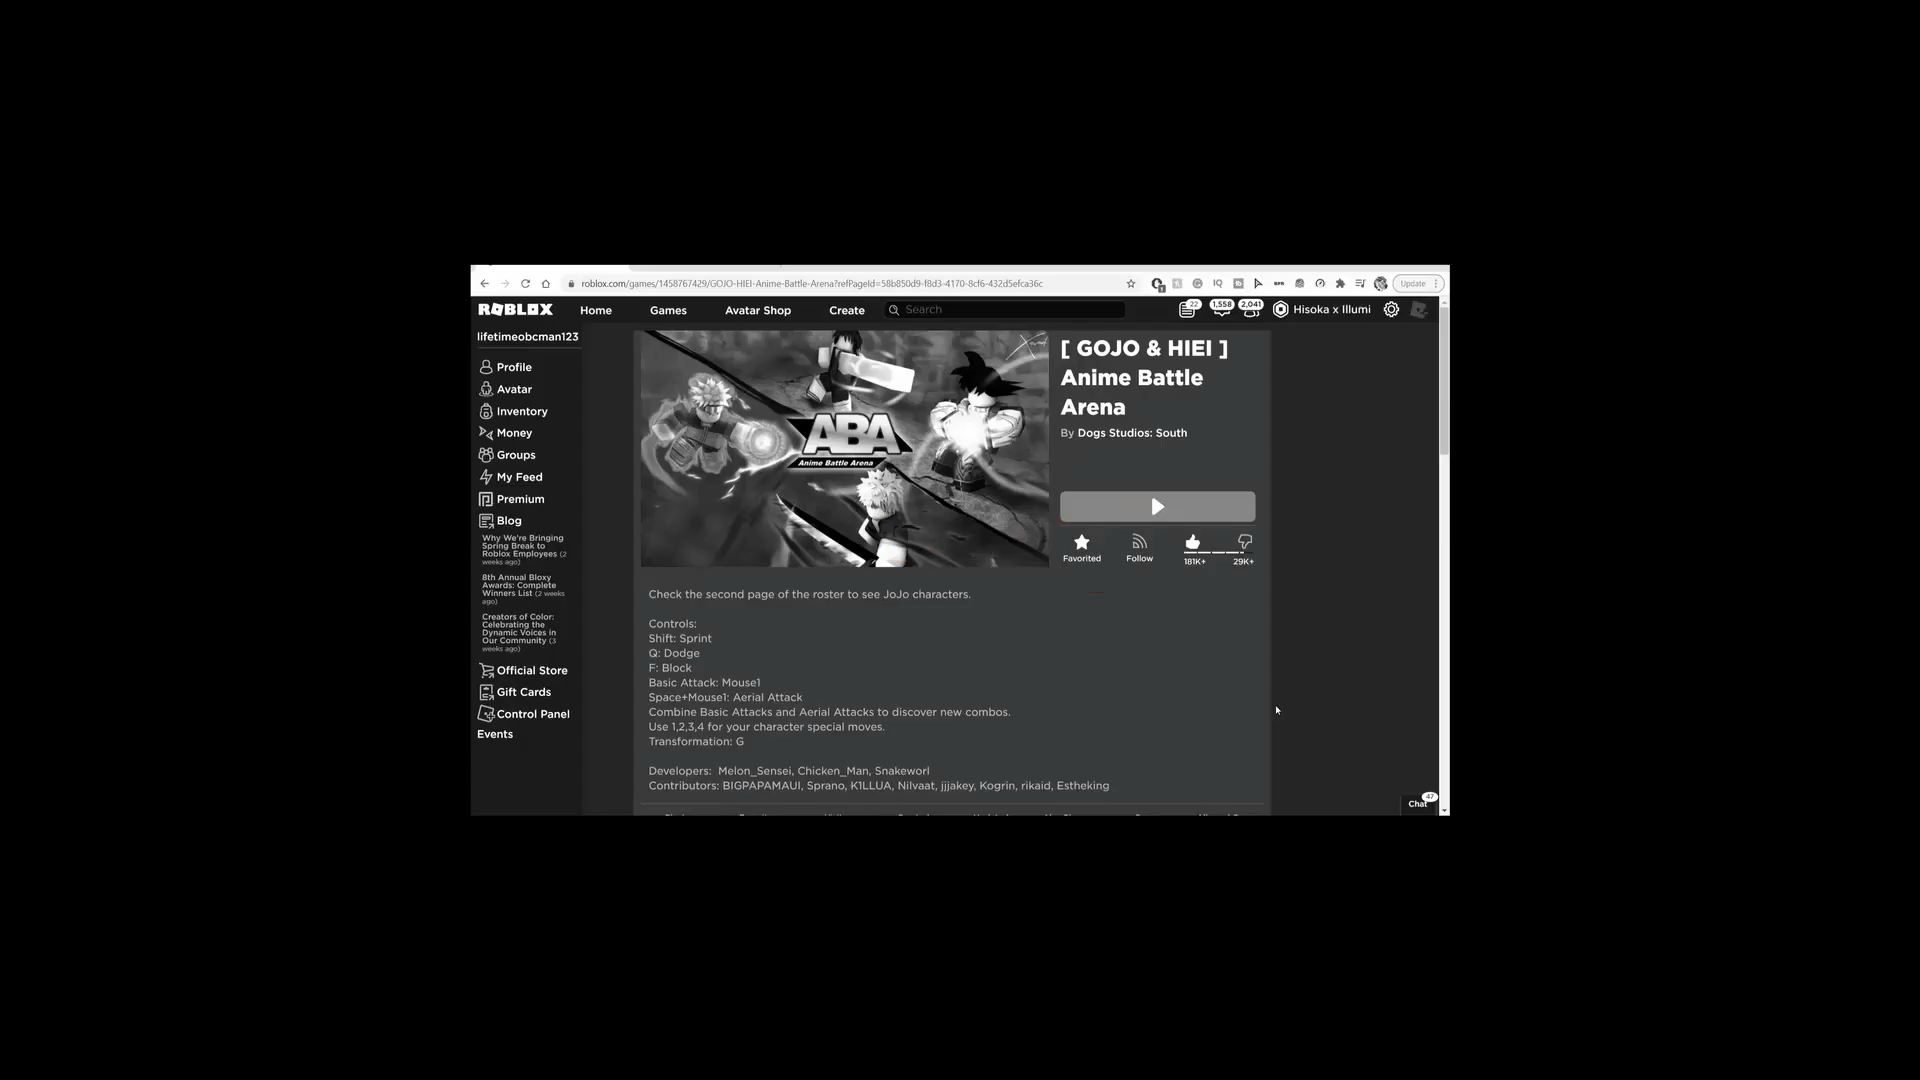 roblox.com/games/1458767429/GOJO-HIEI-Anime-Battle-Arena?refPageId=58b850d9-f8d3-4170-8cf6-432d5efca36c
Update
ROBLOX
Home
Games
Avatar Shop
Create
Search
22
1,558
2,041
Hisoka x Illumi
lifetimeobcman123
Profile
Avatar
Inventory
Money
Groups
My Feed
Premium
Blog
Why We're Bringing
Spring Break to
Roblox Employees (2
weeks ago)
8th Annual Bloxy
Awards: Complete
Winners List (2 weeks
ago)
Creators of Color:
Celebrating the
Dynamic Voices in
Our Community (3
weeks ago)
Official Store
Gift Cards
Control Panel
Events
ABA
Anime Battle Arena
[ GOJO & HIEI ]
Anime Battle
Arena
By Dogs Studios: South
Favorited
Follow
181K+
29K+
Check the second page of the roster to see JoJo characters.
Controls:
Shift: Sprint
Q: Dodge
F: Block
Basic Attack: Mouse1
Space+Mouse1: Aerial Attack
Combine Basic Attacks and Aerial Attacks to discover new combos.
Use 1,2,3,4 for your character special moves.
Transformation: G
Developers: Melon_Sensei, Chicken_Man, Snakeworl
Contributors: BIGPAPAMAUI, Sprano, K1LLUA, Nilvaat, jjjakey, Kogrin, rikaid, Estheking
Chat
47